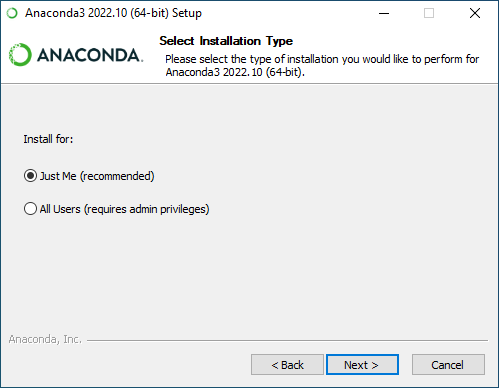 Anaconda3 2022.10 (64-bit) Setup
ANACONDA.
Select Installation Type
Please select the type of installation you would like to perform for
Anaconda3 2022.10 (64-bit).
Install for:
Just Me (recommended)
All Users (requires admin privileges)
Anaconda, Inc.
< Back
Next >
Cancel